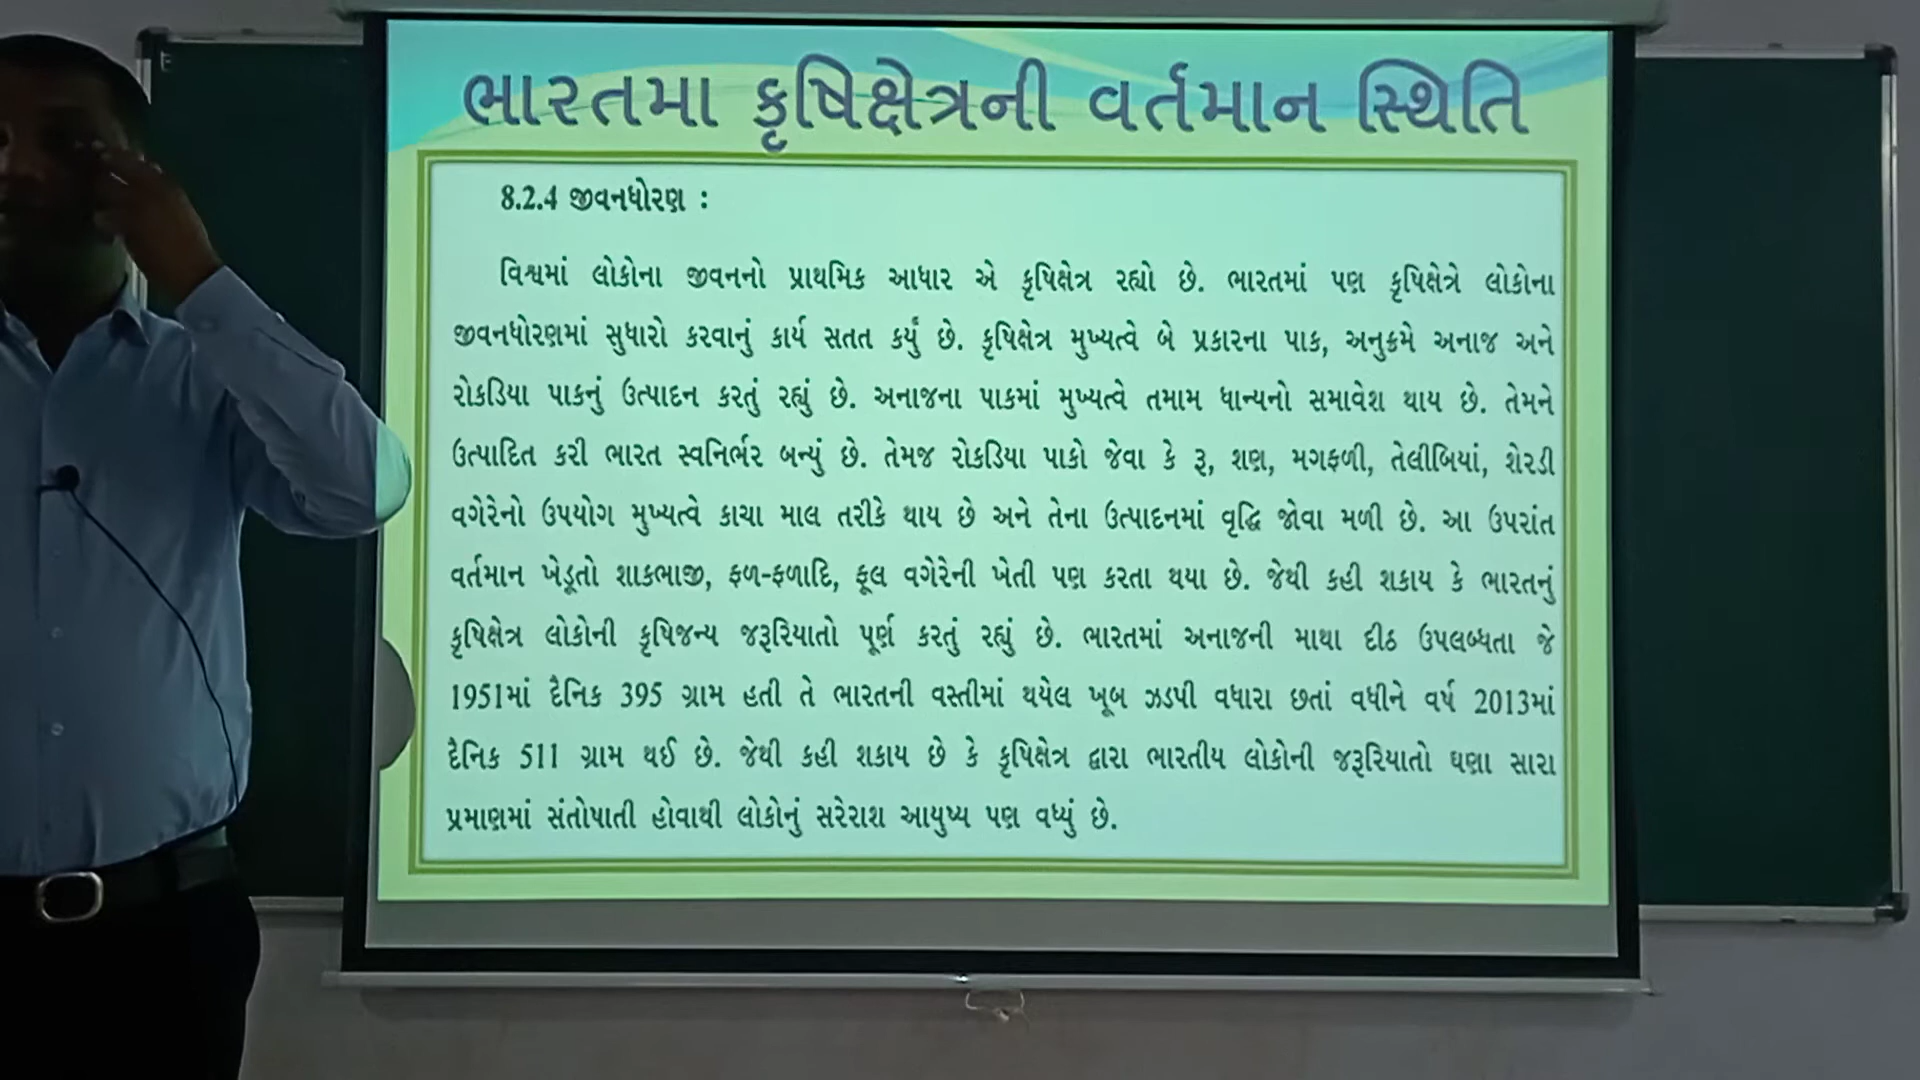 ભારતમા કૃષિક્ષેત્રની વર્તમાન સ્થિતિ
8.2.4 જીવનધોરણ :
વિશ્વમાં લોકોના જીવનનો પ્રાથમિક આધાર એ કૃષિક્ષેત્ર રહ્યો છે. ભારતમાં પણ કૃષિક્ષેત્રે લોકોના
જીવનધોરણમાં સુધારો કરવાનું કાર્ય સતત કર્યું છે. કૃષિક્ષેત્ર મુખ્યત્વે બે પ્રકારના પાક, અનુક્રમે અનાજ અને
રોકડિયા પાકનું ઉત્પાદન કરતું રહ્યું છે. અનાજના પાકમાં મુખ્યત્વે તમામ ધાન્યનો સમાવેશ થાય છે. તેમને
ઉત્પાદિત કરી ભારત સ્વનિર્ભર બન્યું છે. તેમજ રોકડિયા પાકો જેવા કે રૂ, શણ, મગફળી, તેલીબિયાં, શેરડી
વગેરેનો ઉપયોગ મુખ્યત્વે કાચા માલ તરીકે થાય છે અને તેના ઉત્પાદનમાં વૃદ્ધિ જોવા મળી છે. આ ઉપરાંત
વર્તમાન ખેડૂતો શાકભાજી, ફળ-ફળાદિ, ફૂલ વગેરેની ખેતી પણ કરતા થયા છે. જેથી કહી શકાય કે ભારતનું
કૃષિક્ષેત્ર લોકોની કૃષિજન્ય જરૂરિયાતો પૂર્ણ કરતું રહ્યું છે. ભારતમાં અનાજની માથા દીઠ ઉપલબ્ધતા જે
1951માં દૈનિક 395 ગ્રામ હતી તે ભારતની વસ્તીમાં થયેલ ખૂબ ઝડપી વધારા છતાં વધીને વર્ષ 2013માં
દૈનિક 511 ગ્રામ થઈ છે. જેથી કહી શકાય છે કે કૃષિક્ષેત્ર દ્વારા ભારતીય લોકોની જરૂરિયાતો ઘણા સારા
પ્રમાણમાં સંતોષાતી હોવાથી લોકોનું સરેરાશ આયુષ્ય પણ વધ્યું છે.